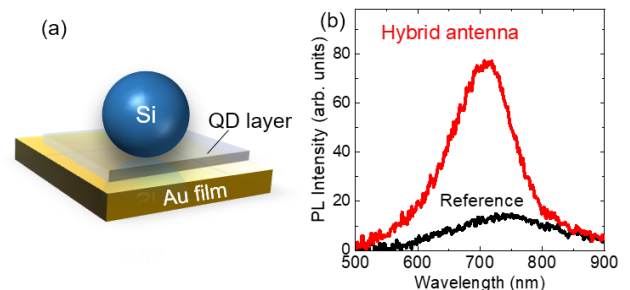 (a)
Si
QD layer
Au film
(b)
Hybrid antenna
Reference
PL Intensity (arb. units)
80
60
40
20
0
500
600
700
800
900
Wavelength (nm)